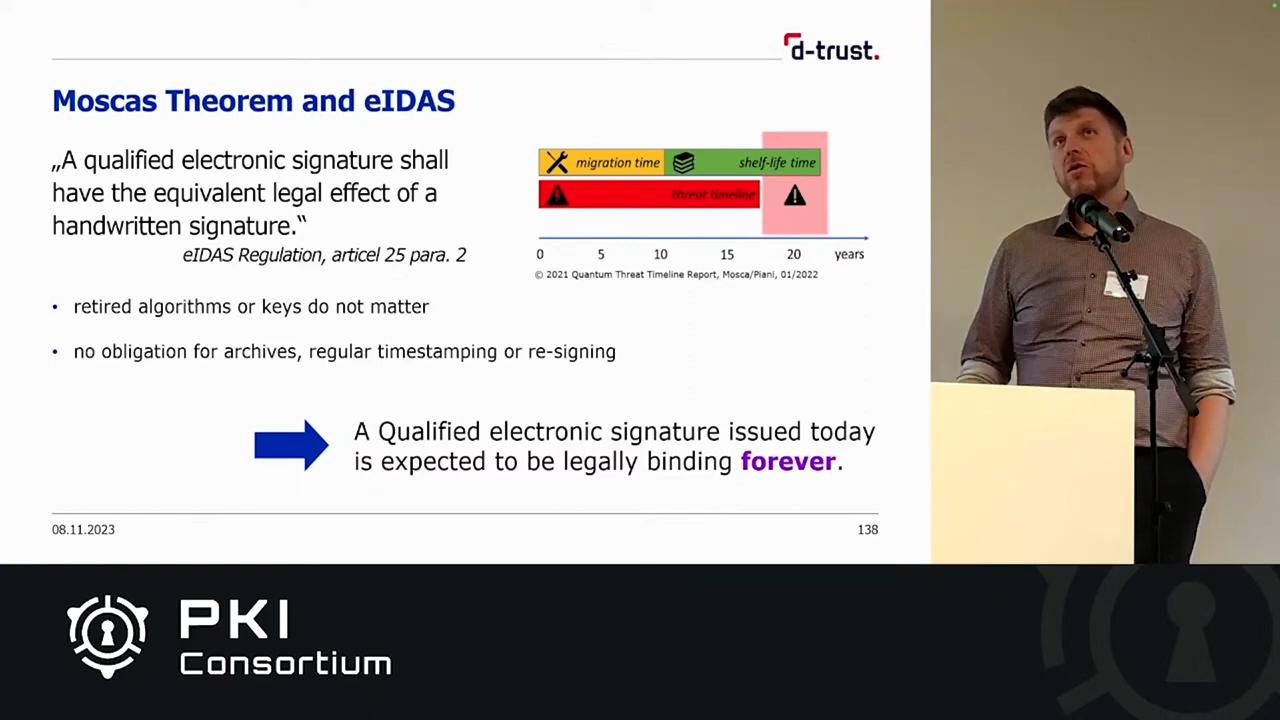 d-trust.
Moscas Theorem and eIDAS
„A qualified electronic signature shall
have the equivalent legal effect of a
handwritten signature.“
eIDAS Regulation, articel 25 para. 2
migration time
shelf-life time
threat timeline
0 5 10 15 20 years
© 2021 Quantum Threat Timeline Report, Mosca/Piani, 01/2022
• retired algorithms or keys do not matter
• no obligation for archives, regular timestamping or re-signing
A Qualified electronic signature issued today
is expected to be legally binding forever.
08.11.2023
138
PKI
Consortium